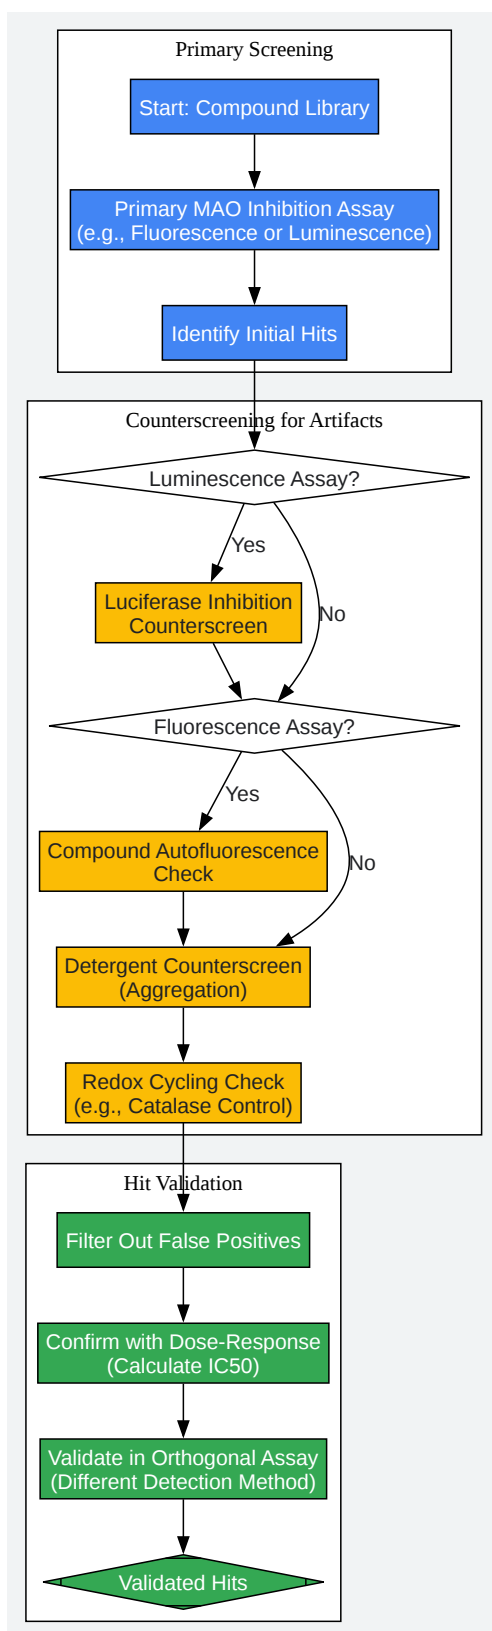 Primary Screening
Start: Compound Library
Primary MAO Inhibition Assay
(e.g., Fluorescence or Luminescence)
Identify Initial Hits
Counterscreening for Artifacts
Luminescence Assay?
Yes
Luciferase Inhibition
Counterscreen
No
Fluorescence Assay?
Yes
Compound Autofluorescence
Check
No
Detergent Counterscreen
(Aggregation)
Redox Cycling Check
(e.g., Catalase Control)
Hit Validation
Filter Out False Positives
Confirm with Dose-Response
(Calculate IC50)
Validate in Orthogonal Assay
(Different Detection Method)
Validated Hits